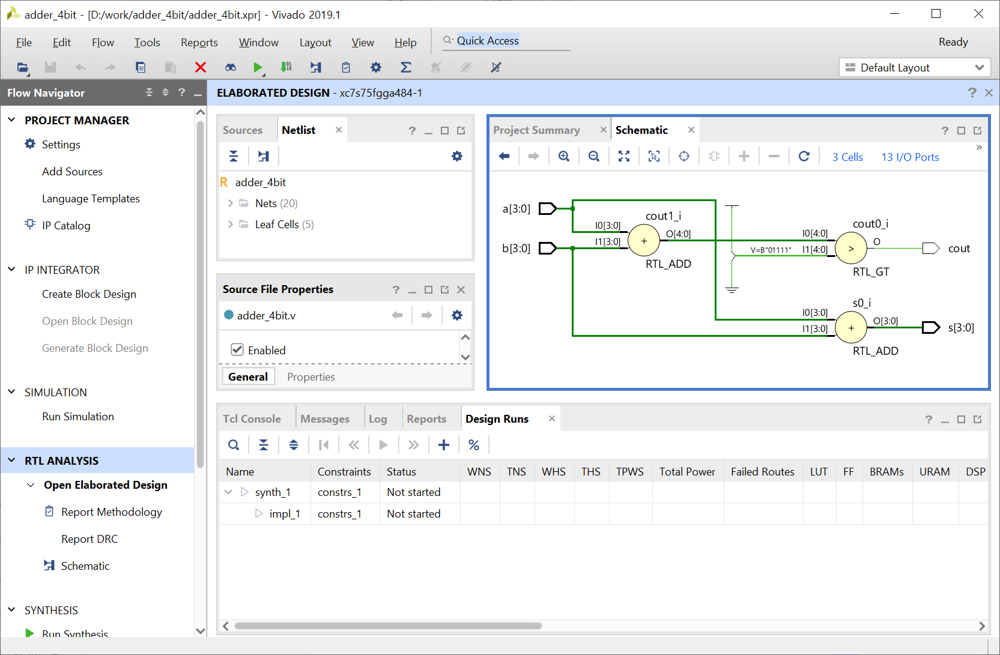 adder_4bit - [D:/work/adder_4bit/adder_4bit.xpr] - Vivado 2019.1
File Edit Flow Tools Reports Window Layout View Help Quick Access Ready
Default Layout
Flow Navigator
PROJECT MANAGER
Settings
Add Sources
Language Templates
IP Catalog
IP INTEGRATOR
Create Block Design
Open Block Design
Generate Block Design
SIMULATION
Run Simulation
RTL ANALYSIS
Open Elaborated Design
Report Methodology
Report DRC
Schematic
SYNTHESIS
Run Synthesis
ELABORATED DESIGN - xc7s75fgga484-1
Sources Netlist
R adder_4bit
Nets (20)
Leaf Cells (5)
Source File Properties
adder_4bit.v
Enabled
General Properties
Project Summary Schematic
3 Cells 13 I/O Ports
a[3:0]
b[3:0]
cout1_i
I0[3:0]
I1[3:0]
+
O[4:0]
RTL_ADD
V=B"01111"
cout0_i
I0[4:0]
I1[4:0]
>
O
cout
RTL_GT
s0_i
I0[3:0]
I1[3:0]
+
O[3:0]
s[3:0]
RTL_ADD
Tcl Console Messages Log Reports Design Runs
Name Constraints Status WNS TNS WHS THS TPWS Total Power Failed Routes LUT FF BRAMs URAM DSP
synth_1 constrs_1 Not started
impl_1 constrs_1 Not started